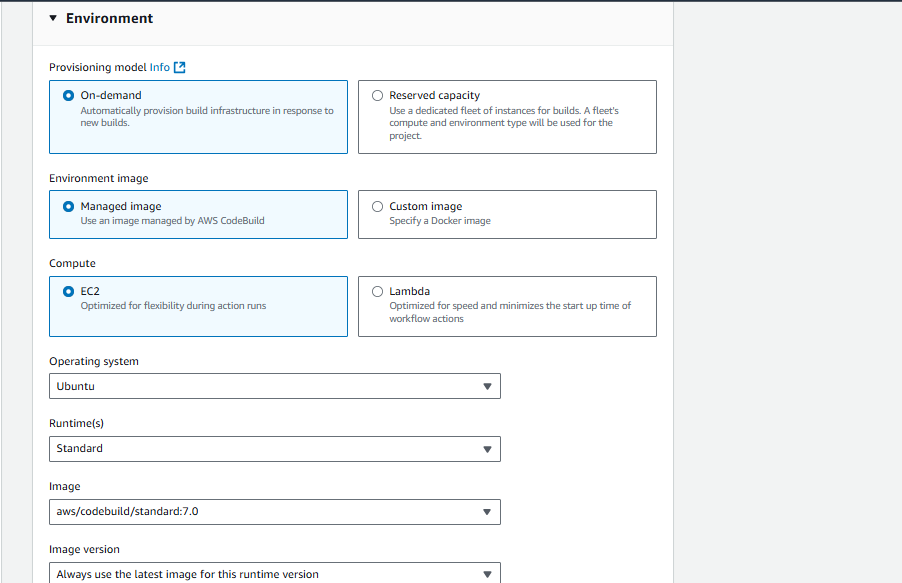 Environment
Provisioning model Info
On-demand
Automatically provision build infrastructure in response to
new builds.
Reserved capacity
Use a dedicated fleet of instances for builds. A fleet's
compute and environment type will be used for the
project.
Environment image
Managed image
Use an image managed by AWS CodeBuild
Custom image
Specify a Docker image
Compute
EC2
Optimized for flexibility during action runs
Lambda
Optimized for speed and minimizes the start up time of
workflow actions
Operating system
Ubuntu
Runtime(s)
Standard
Image
aws/codebuild/standard:7.0
Image version
Always use the latest image for this runtime version